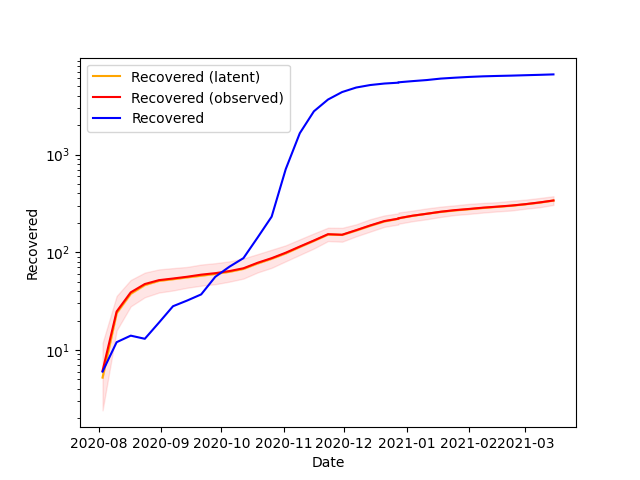 Recovered (latent)
Recovered (observed)
Recovered
10³
10²
10¹
Recovered
2020-08 2020-09 2020-10 2020-11 2020-12 2021-01 2021-02 2021-03
Date